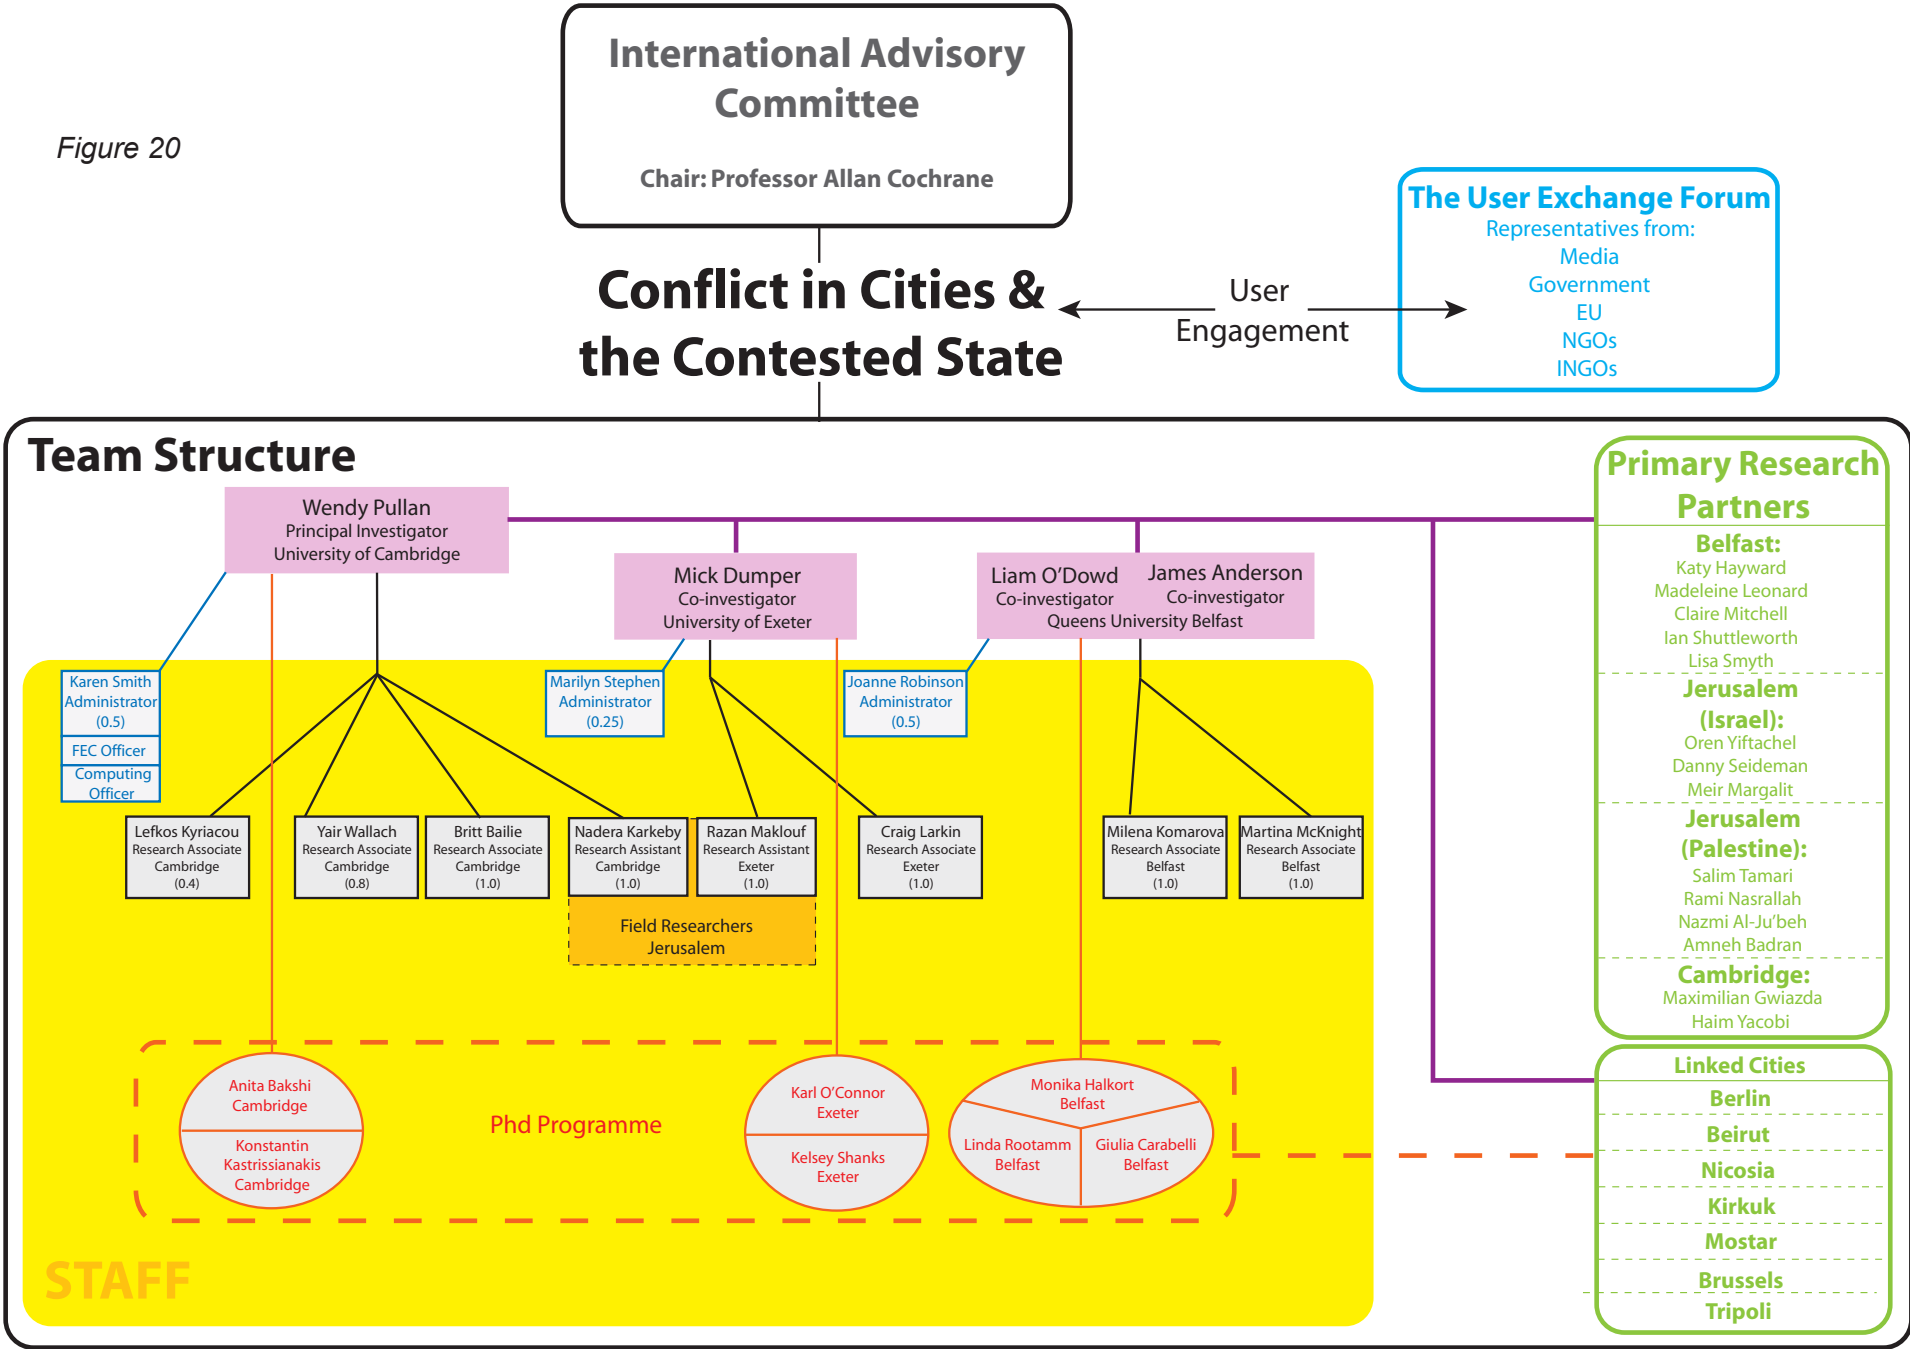 Figure 20
International Advisory
Committee
Chair: Professor Allan Cochrane
The User Exchange Forum
Representatives from:
Media
Government
EU
NGOs
INGOs
Conflict in Cities &
the Contested State
User
Engagement
Team Structure
Wendy Pullan
Principal Investigator
University of Cambridge
Mick Dumper
Co-investigator
University of Exeter
Liam O'Dowd
Co-investigator
James Anderson
Co-investigator
Queens University Belfast
Karen Smith
Administrator
(0.5)
FEC Officer
Computing
Officer
Marilyn Stephen
Administrator
(0.25)
Joanne Robinson
Administrator
(0.5)
Lefkos Kyriacou
Research Associate
Cambridge
(0.4)
Yair Wallach
Research Associate
Cambridge
(0.8)
Britt Bailie
Research Associate
Cambridge
(1.0)
Nadera Karkeby
Research Assistant
Cambridge
(1.0)
Razan Maklouf
Research Assistant
Exeter
(1.0)
Craig Larkin
Research Associate
Exeter
(1.0)
Milena Komarova
Research Associate
Belfast
(1.0)
Martina McKnight
Research Associate
Belfast
(1.0)
Field Researchers
Jerusalem
Anita Bakshi
Cambridge
Konstantin
Kastrissianakis
Cambridge
Phd Programme
Karl O'Connor
Exeter
Kelsey Shanks
Exeter
Monika Halkort
Belfast
Linda Rootamm
Belfast
Giulia Carabelli
Belfast
STAFF
Primary Research
Partners
Belfast:
Katy Hayward
Madeleine Leonard
Claire Mitchell
Ian Shuttleworth
Lisa Smyth
Jerusalem
(Israel):
Oren Yiftachel
Danny Seideman
Meir Margalit
Jerusalem
(Palestine):
Salim Tamari
Rami Nasrallah
Nazmi Al-Ju'beh
Amneh Badran
Cambridge:
Maximilian Gwiazda
Haim Yacobi
Linked Cities
Berlin
Beirut
Nicosia
Kirkuk
Mostar
Brussels
Tripoli